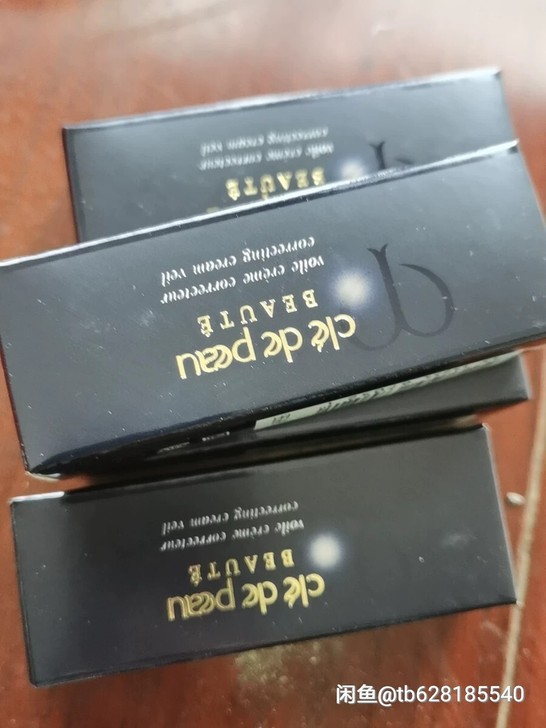 BEAUTÉ
voile crème correcteur
correcting cream veil
clé de peau
BEAUTÉ
voile crème correcteur
correcting cream veil
clé de peau
BEAUTÉ
voile crème correcteur
correcting cream veil
闲鱼@tb628185540